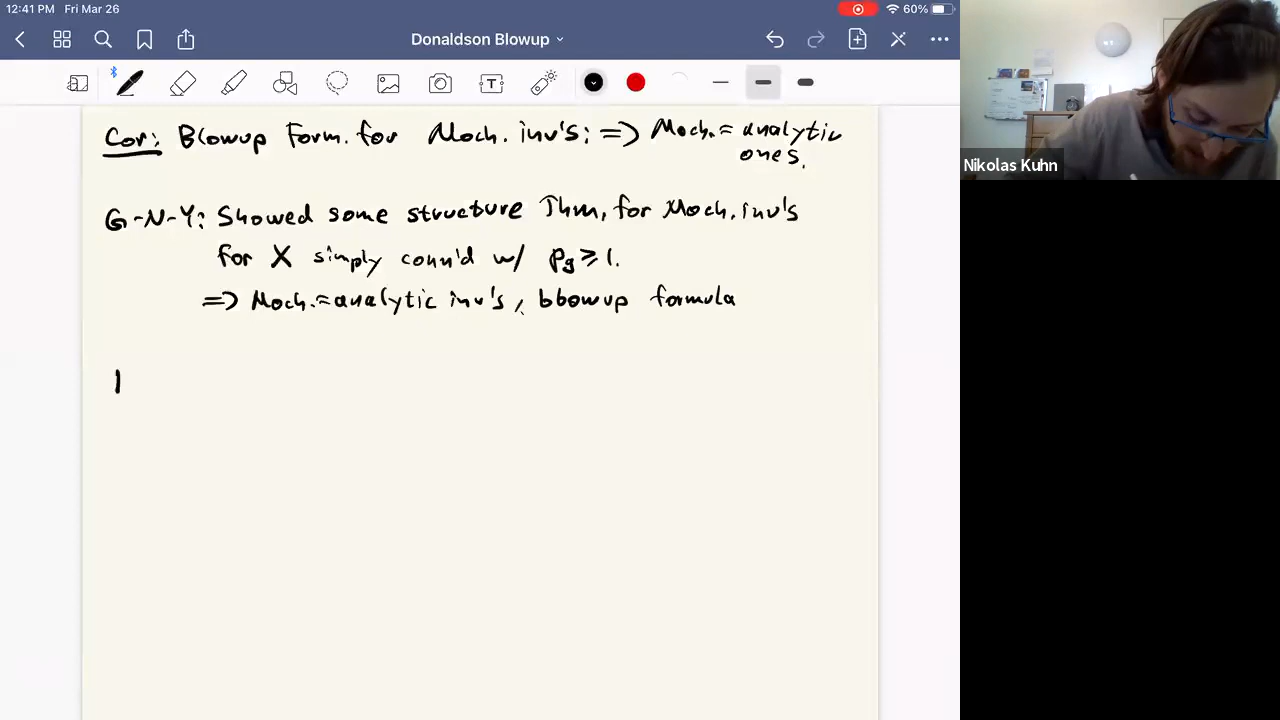 12:41 PM Fri Mar 26
60%
Donaldson Blowup
T
Cor: Blowup Form. for Moch. inv's: => Moch. = analytic
ones.
Nikolas Kuhn
G-N-Y: Showed some structure Thm, for Moch. inv's
for X simply conn'd w/ pg ≥ 1.
=> Moch. = analytic inv's, bbowup formula